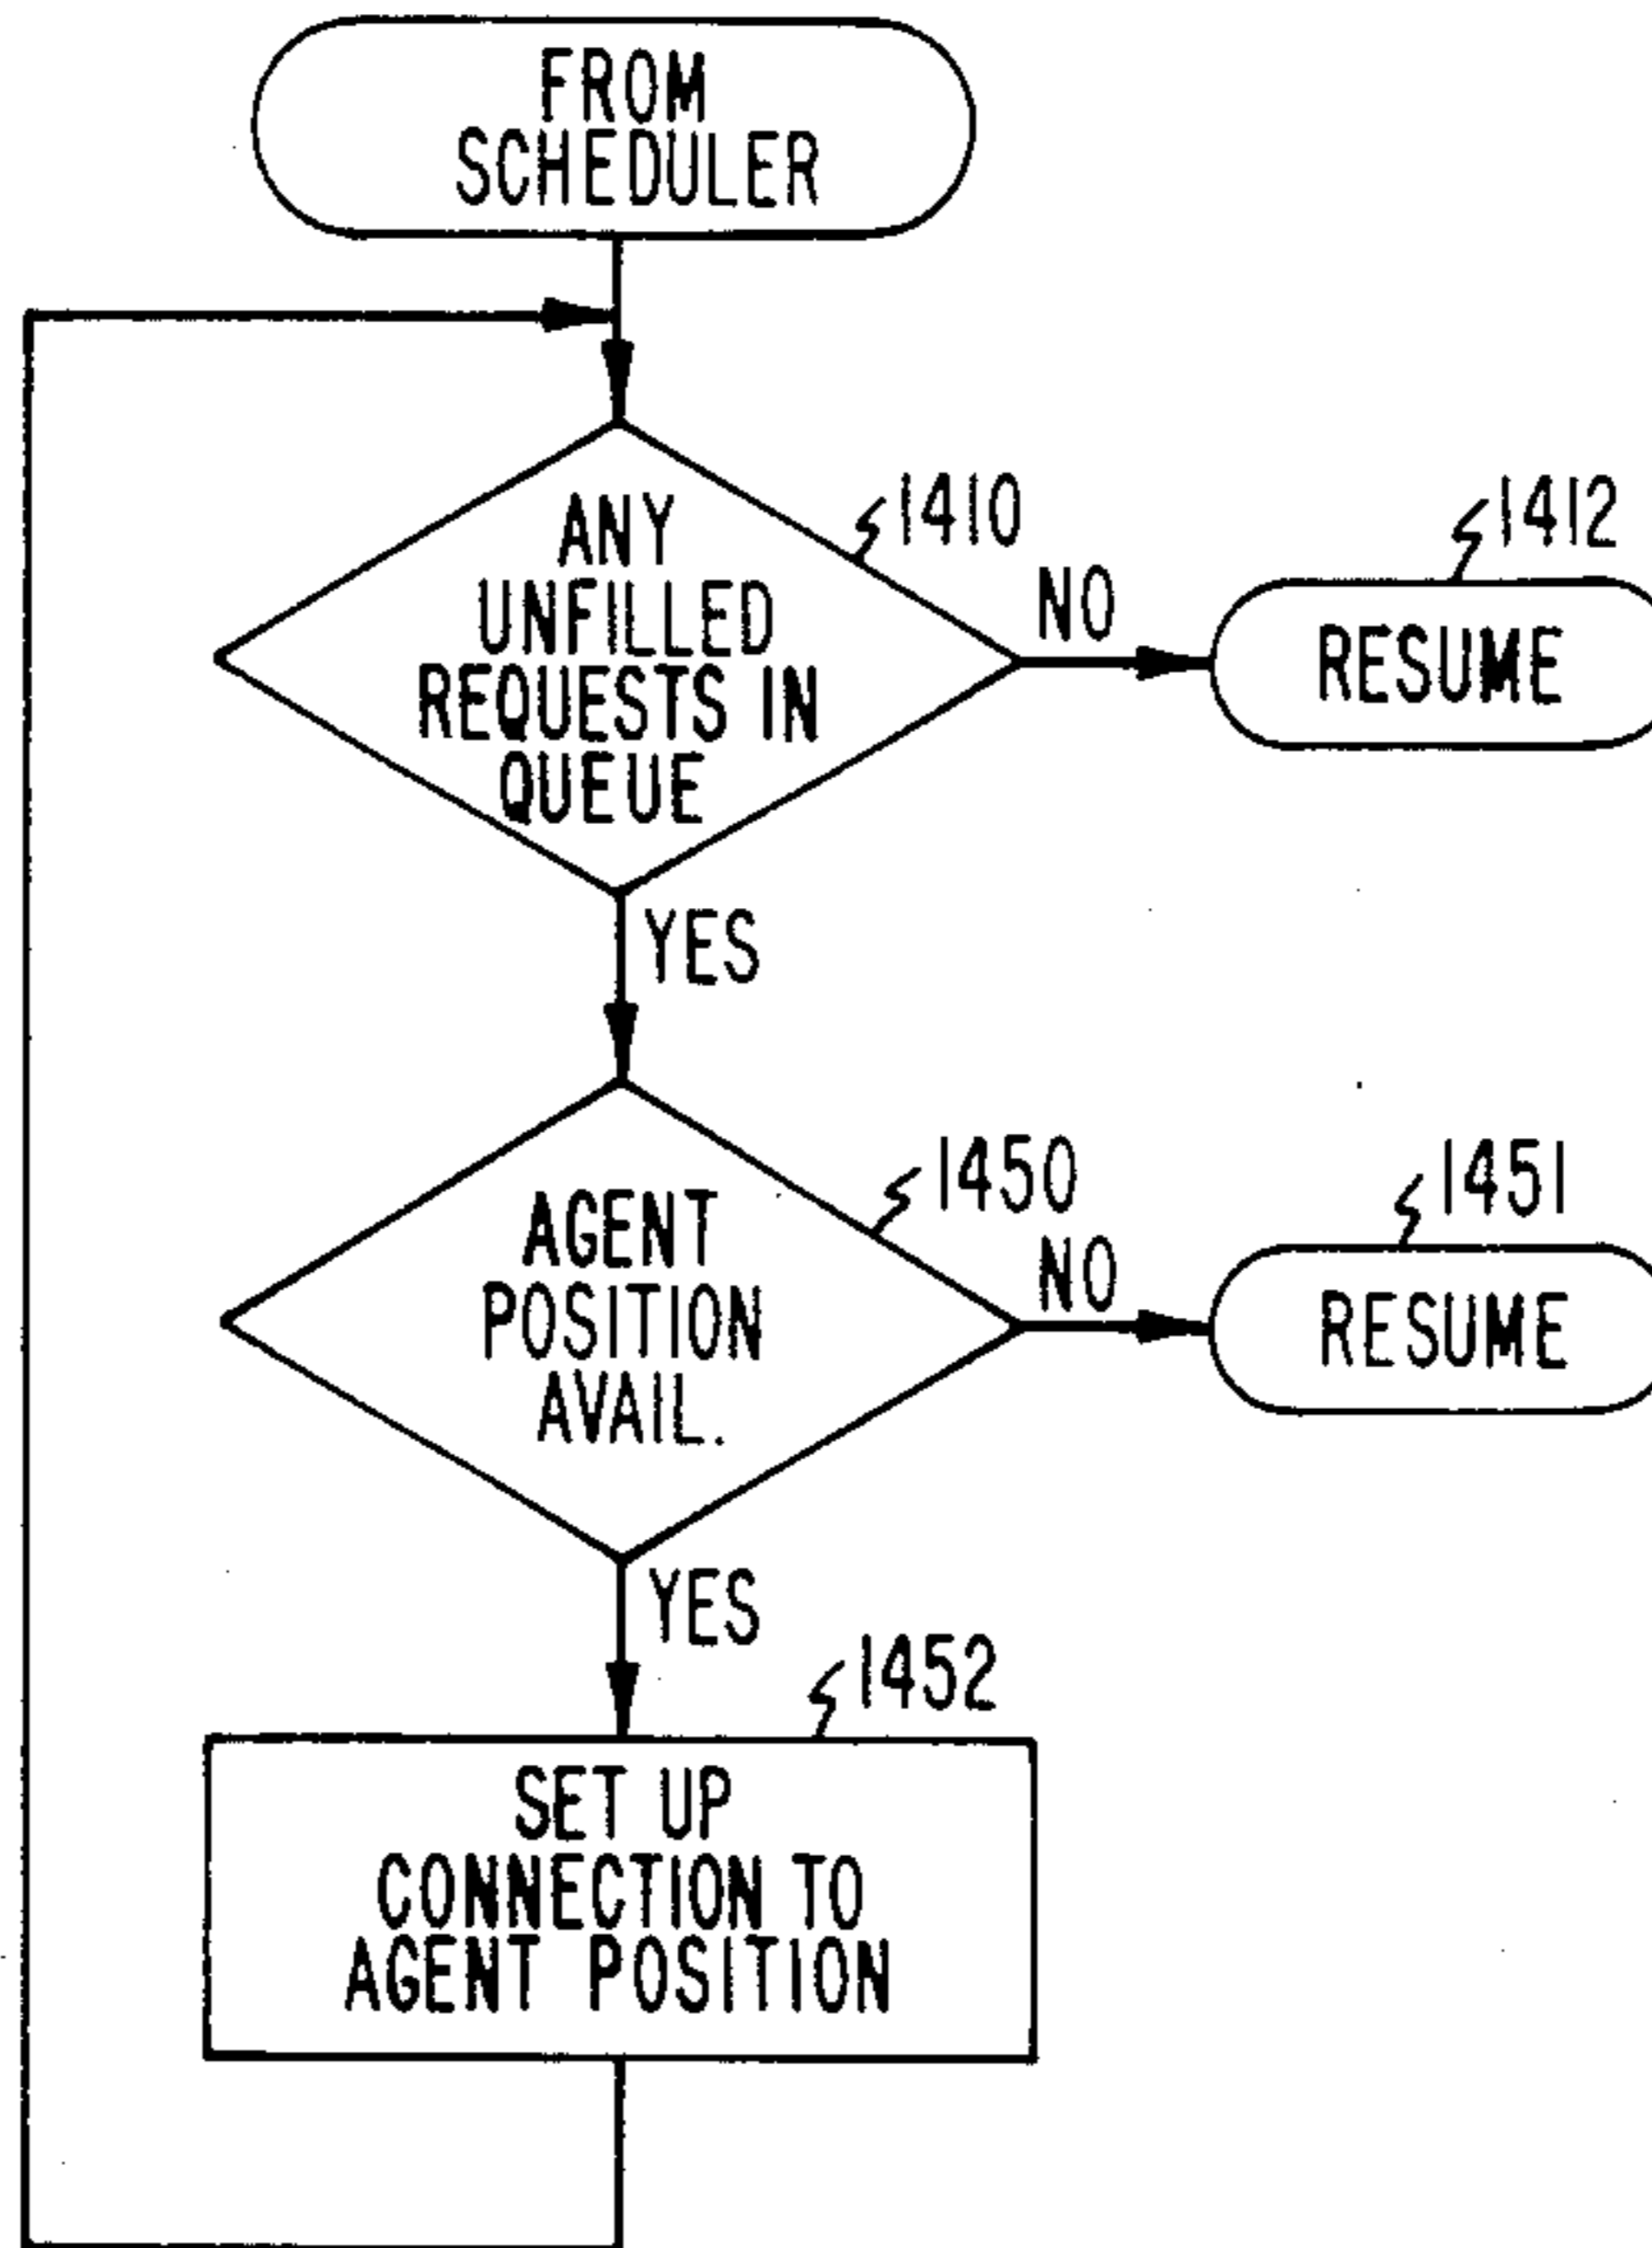 FROM
SCHEDULER
1410
ANY
UNFILLED
REQUESTS IN
QUEUE
NO
1412
RESUME
YES
1450
AGENT
POSITION
AVAIL.
NO
1451
RESUME
YES
1452
SET UP
CONNECTION TO
AGENT POSITION